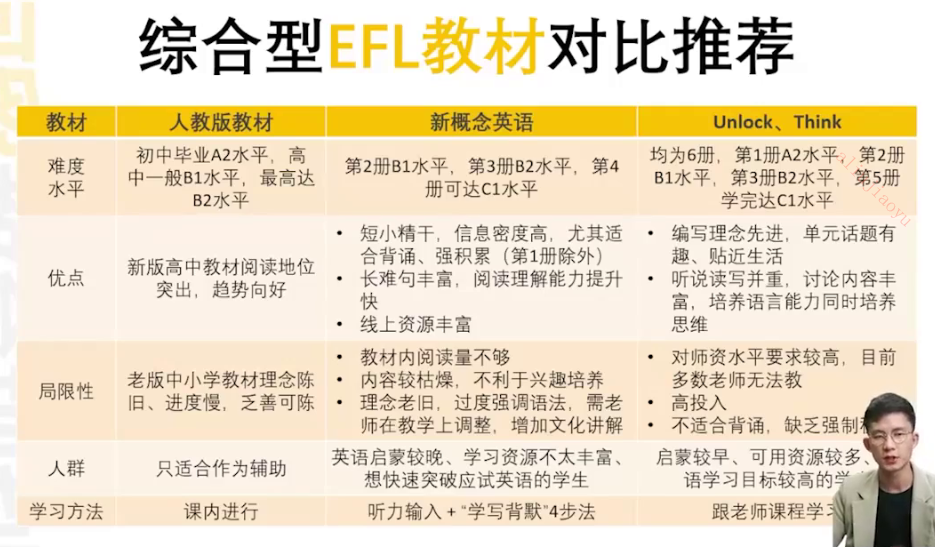 综合型EFL教材对比推荐
教材
人教版教材
新概念英语
Unlock、Think
难度
水平
初中毕业A2水平，高
中一般B1水平，最高达
B2水平
第2册B1水平，第3册B2水平，第4
册可达C1水平
均为6册，第1册A2水平，第2册
B1水平，第3册B2水平，第5册
学完达C1水平
优点
新版高中教材阅读地位
突出，趋势向好
• 短小精干，信息密度高，尤其适
合背诵、强积累（第1册除外）
• 长难句丰富，阅读理解能力提升
快
• 线上资源丰富
• 编写理念先进，单元话题有
趣、贴近生活
• 听说读写并重，讨论内容丰
富，培养语言能力同时培养
思维
局限性
老版中小学教材理念陈
旧、进度慢，乏善可陈
• 教材内阅读量不够
• 内容较枯燥，不利于兴趣培养
• 理念老旧，过度强调语法，需老
师在教学上调整，增加文化讲解
• 对师资水平要求较高，目前
多数老师无法教
• 高投入
• 不适合背诵，缺乏强制
人群
只适合作为辅助
英语启蒙较晚、学习资源不太丰富、
想快速突破应试英语的学生
启蒙较早、可用资源较多、
语学习目标较高的学
学习方法
课内进行
听力输入＋“学写背默”4步法
跟老师课程学习